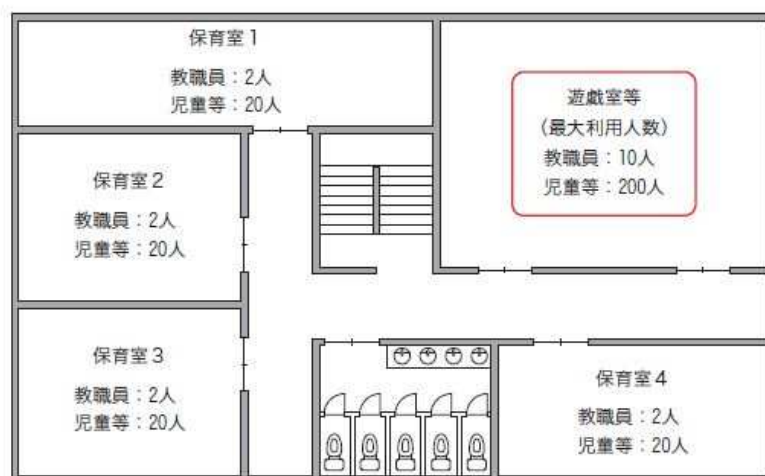 保育室1
教職員:2人
児童等:20人
遊戯室等
(最大利用人数)
教職員:10人
児童等:200人
保育室2
教職員:2人
児童等:20人
保育室3
教職員:2人
児童等:20人
保育室4
教職員:2人
児童等:20人